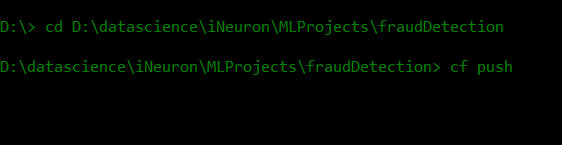 D:\> cd D:\datascience\iNeuron\MLProjects\fraudDetection
D:\datascience\iNeuron\MLProjects\fraudDetection> cf push